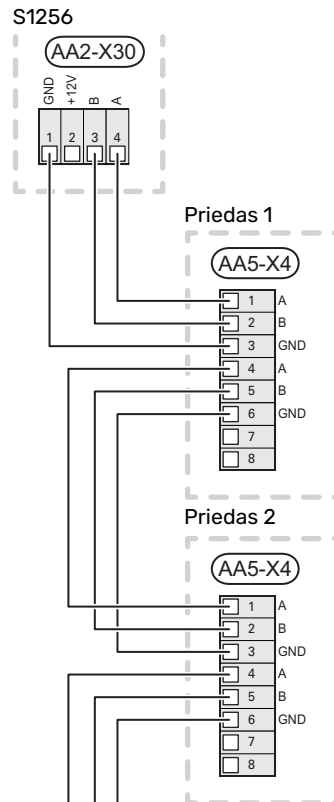 S1256
AA2-X30
GND +12V B A
1 2 3 4
Priedas 1
AA5-X4
1 A
2 B
3 GND
4 A
5 B
6 GND
7
8
Priedas 2
AA5-X4
1 A
2 B
3 GND
4 A
5 B
6 GND
7
8